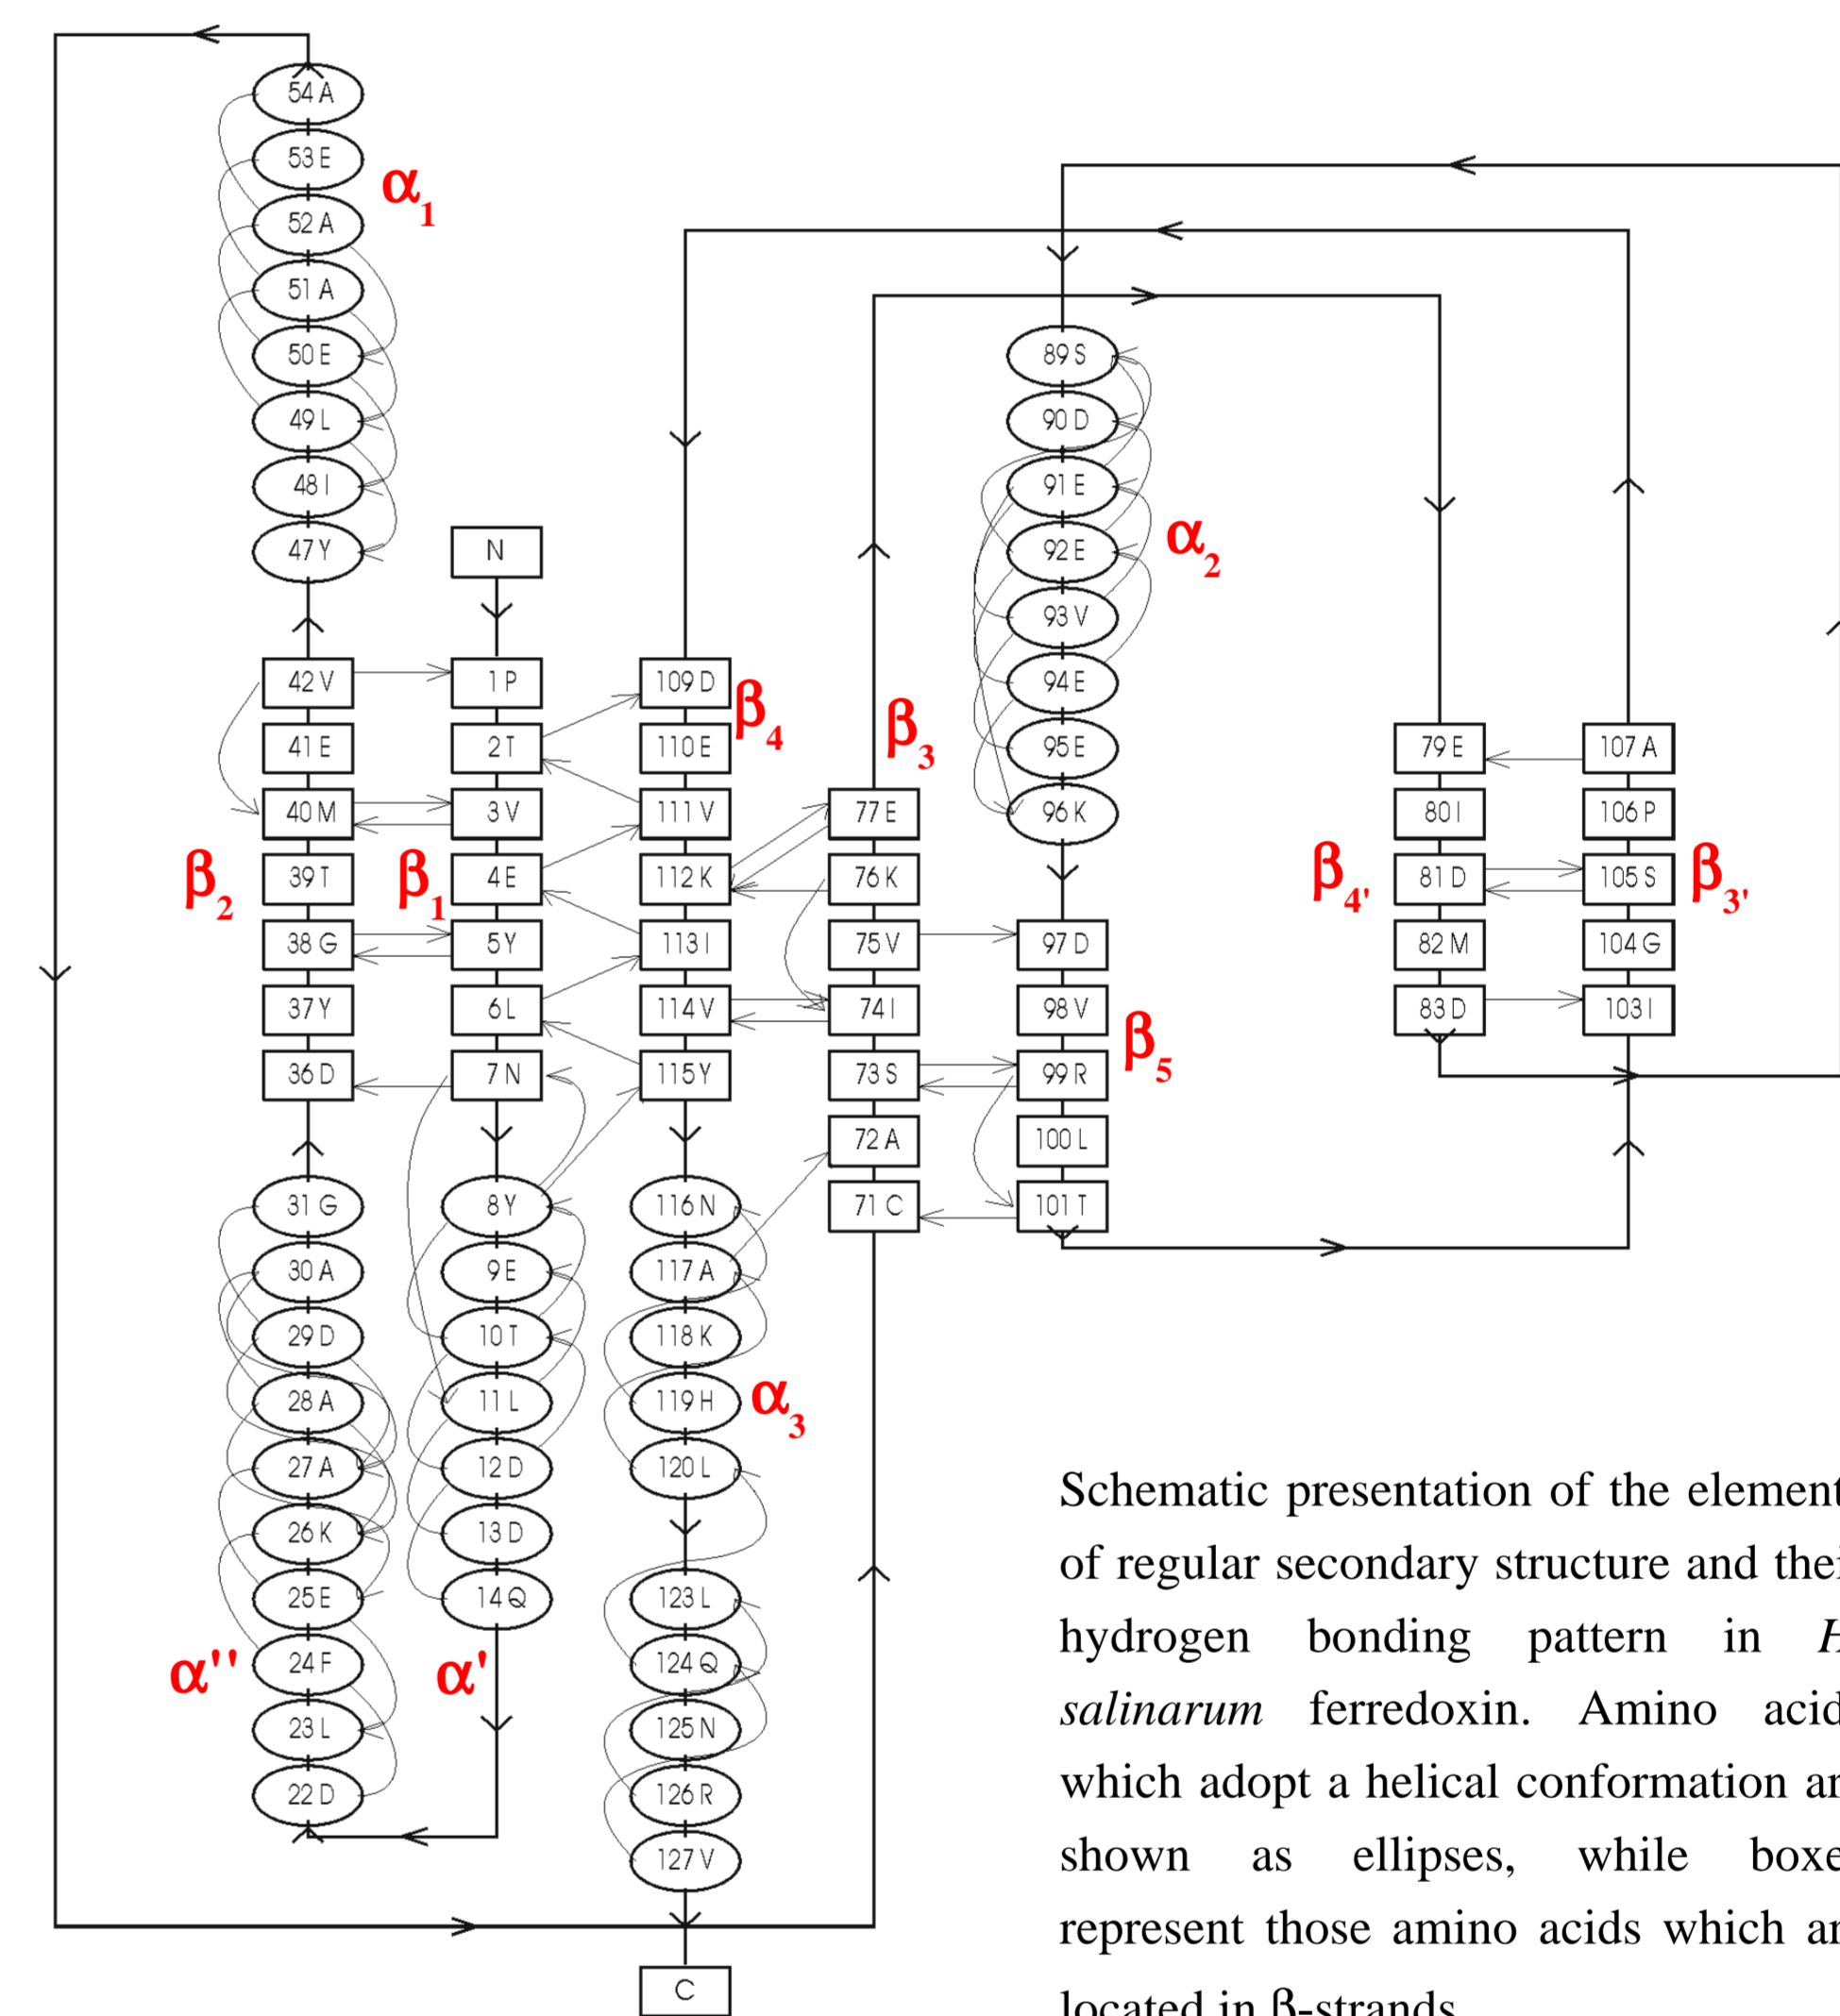 54 A
53 E
α1
52 A
51 A
50 E
89 S
49 L
90 D
48 I
91 E
α2
47 Y
N
92 E
93 V
42 V
1 P
109 D
β4
β3
94 E
41 E
2 T
110 E
95 E
79 E
107 A
40 M
3 V
111 V
77 E
96 K
80 I
106 P
β2
39 T
β1
4 E
112 K
76 K
β4'
81 D
105 S
β3'
38 G
5 Y
113 I
75 V
97 D
82 M
104 G
37 Y
6 L
114 V
74 I
98 V
β5
83 D
103 I
36 D
7 N
115 Y
73 S
99 R
72 A
100 L
31 G
8 Y
116 N
71 C
101 T
30 A
9 E
117 A
29 D
10 T
118 K
28 A
11 L
119 H
α3
27 A
12 D
120 L
26 K
13 D
25 E
14 Q
123 L
α''
24 F
α'
124 Q
23 L
125 N
22 D
126 R
127 V
C
Schematic presentation of the element
of regular secondary structure and thei
hydrogen bonding pattern in H
salinarum ferredoxin. Amino acid
which adopt a helical conformation ar
shown as ellipses, while boxe
represent those amino acids which ar
located in β-strands